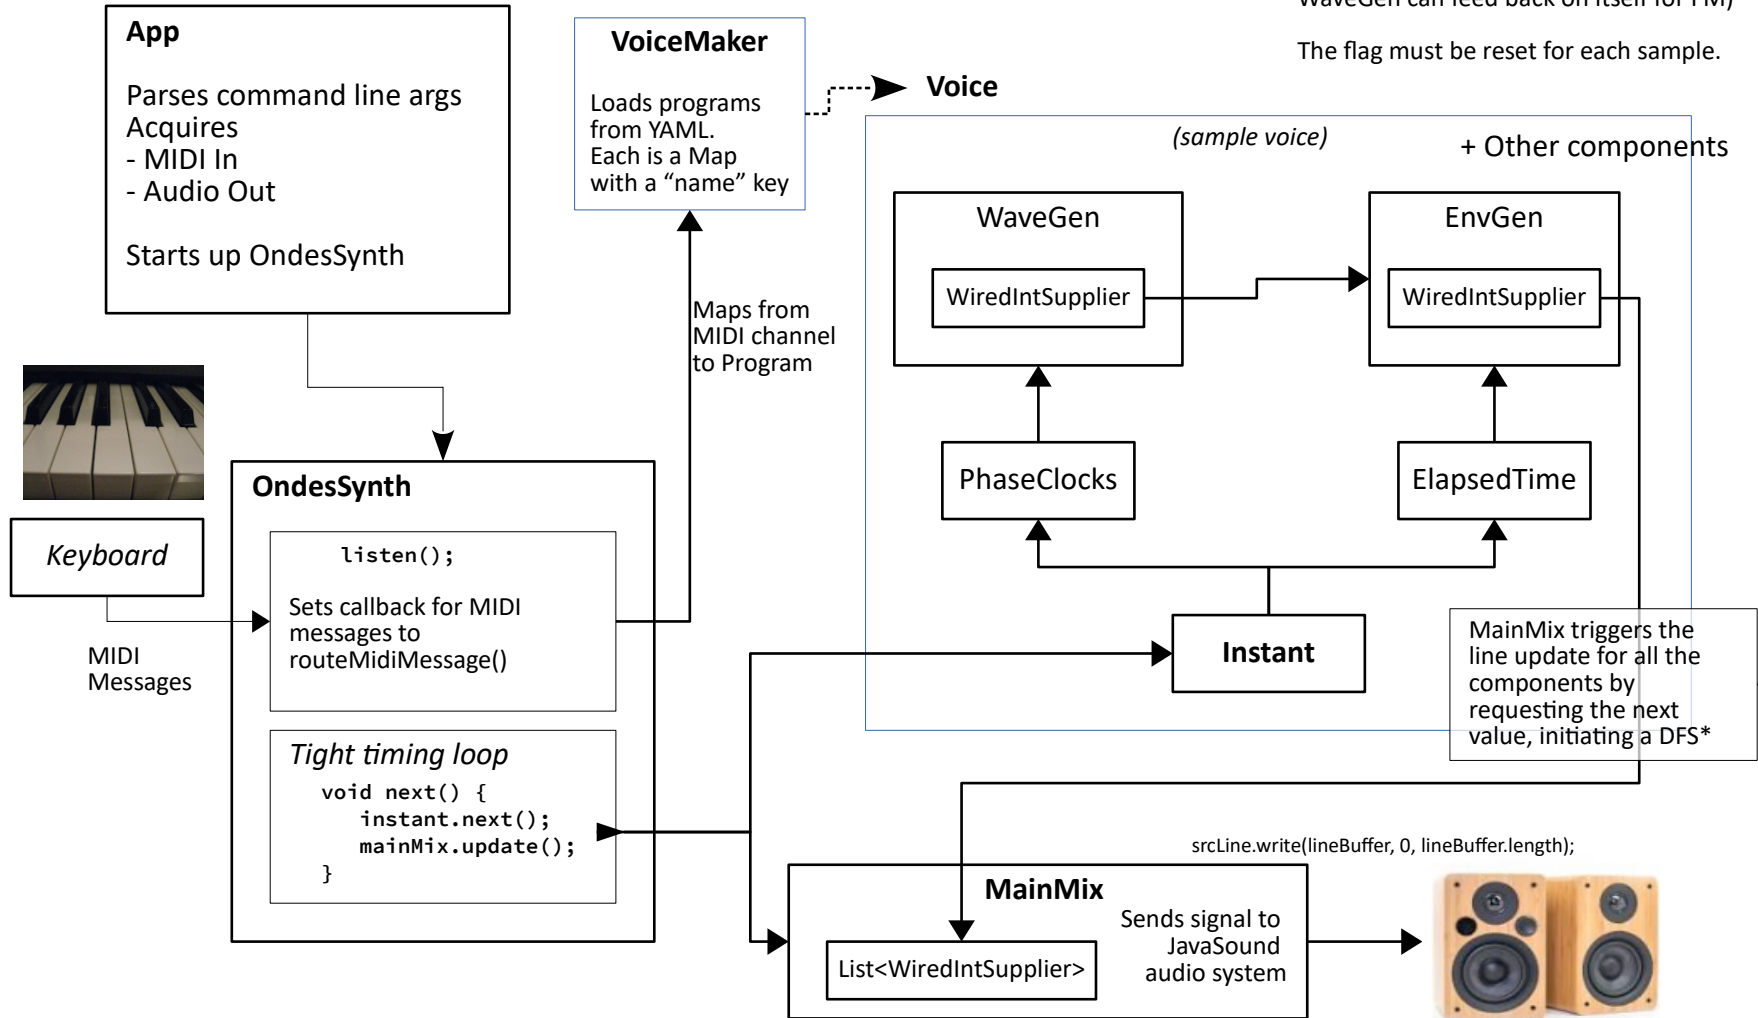 WaveGen can feed back on itself for FM)
The flag must be reset for each sample.
App
Parses command line args
Acquires
- MIDI In
- Audio Out
Starts up OndesSynth
VoiceMaker
Loads programs
from YAML.
Each is a Map
with a “name” key
Voice
(sample voice)
+ Other components
WaveGen
WiredIntSupplier
EnvGen
WiredIntSupplier
Maps from
MIDI channel
to Program
PhaseClocks
ElapsedTime
Instant
Keyboard
MIDI
Messages
OndesSynth
listen();
Sets callback for MIDI
messages to
routeMidiMessage()
Tight timing loop
void next() {
instant.next();
mainMix.update();
}
MainMix triggers the
line update for all the
components by
requesting the next
value, initiating a DFS*
srcLine.write(lineBuffer, 0, lineBuffer.length);
MainMix
Sends signal to
JavaSound
audio system
List<WiredIntSupplier>